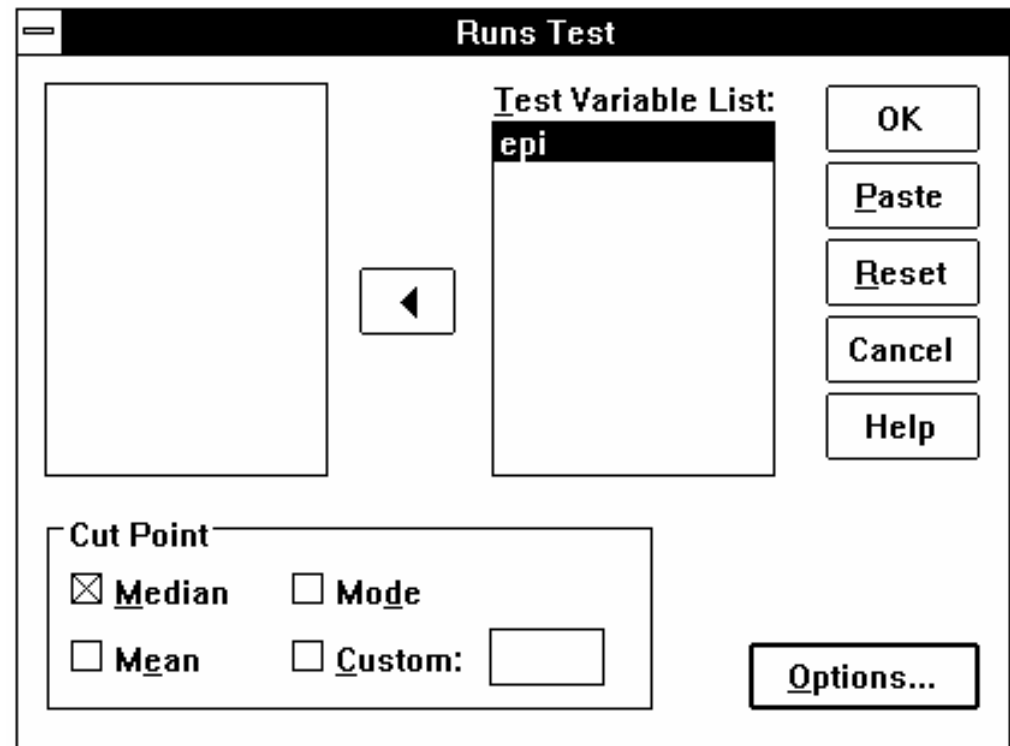 Runs Test
Test Variable List:
epi
OK
Paste
Reset
Cancel
Help
Cut Point
Median
Mode
Mean
Custom:
Options...